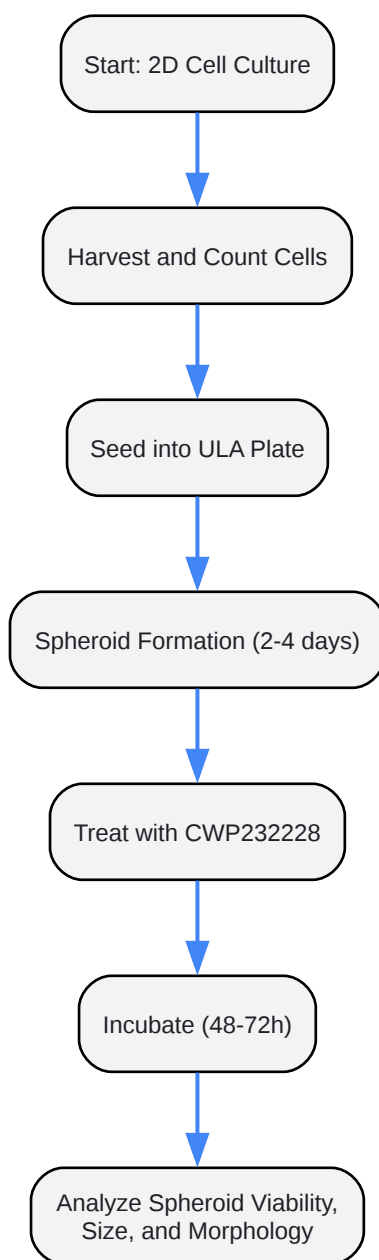 Start: 2D Cell Culture
Harvest and Count Cells
Seed into ULA Plate
Spheroid Formation (2-4 days)
Treat with CWP232228
Incubate (48-72h)
Analyze Spheroid Viability,
Size, and Morphology